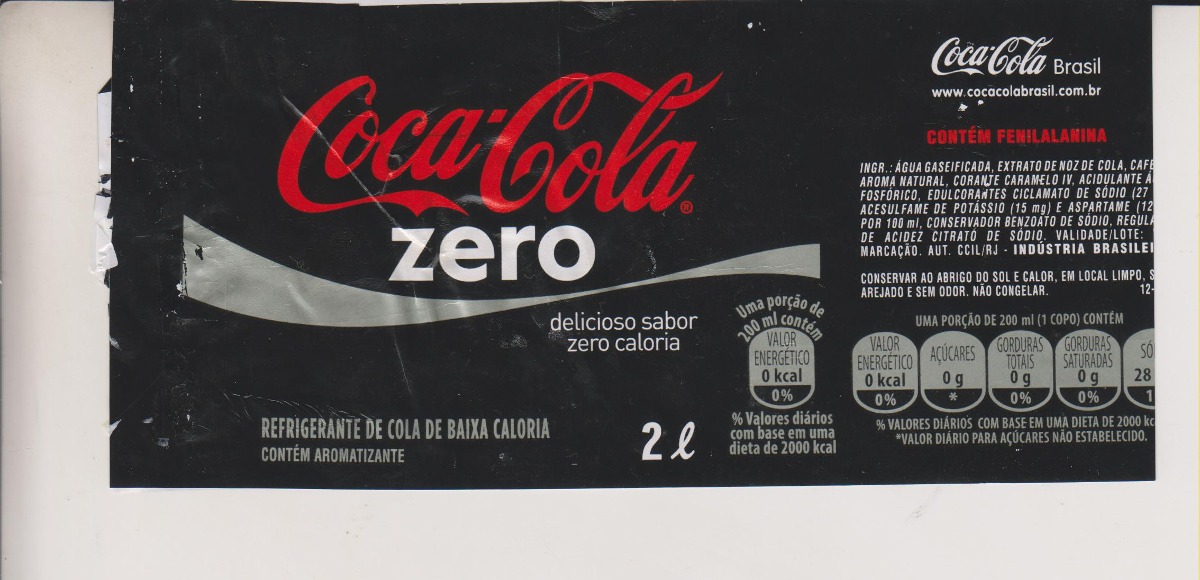 Coca-Cola®
zero
delicioso sabor
zero caloria
REFRIGERANTE DE COLA DE BAIXA CALORIA
CONTÉM AROMATIZANTE
2 ℓ
Uma porção de
200 ml contém
VALOR
ENERGÉTICO
0 kcal
0%
% Valores diários
com base em uma
dieta de 2000 kcal
Coca-Cola Brasil
www.cocacolabrasil.com.br
CONTÉM FENILALANINA
INGR.: ÁGUA GASEIFICADA, EXTRATO DE NOZ DE COLA,
AROMA NATURAL, CORANTE CARAMELO IV, ACIDULANTE
FOSFÓRICO, EDULCORANTES CICLAMATO DE SÓDIO (27
ACESULFAME DE POTÁSSIO (15 mg) E ASPARTAME (12
POR 100 ml, CONSERVADOR BENZOATO DE SÓDIO,
DE ACIDEZ CITRATO DE SÓDIO. VALIDADE/LOTE:
MARCAÇÃO. AUT. CCIL/RJ - INDÚSTRIA
CONSERVAR AO ABRIGO DO SOL E CALOR, EM LOCAL LIMPO,
AREJADO E SEM ODOR. NÃO CONGELAR. 12-
UMA PORÇÃO DE 200 ml (1 COPO) CONTÉM
VALOR
ENERGÉTICO
0 kcal
0%
AÇÚCARES
0 g
*
GORDURAS
TOTAIS
0 g
0%
GORDURAS
SATURADAS
0 g
0%
SÓ
28
1
% VALORES DIÁRIOS COM BASE EM UMA DIETA DE 2000 kc
*VALOR DIÁRIO PARA AÇÚCARES NÃO ESTABELECIDO.